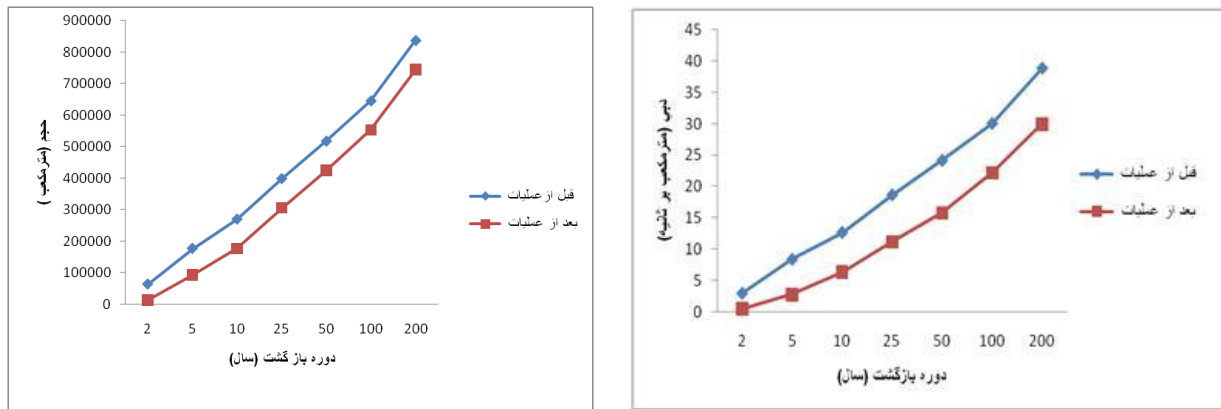 900000
800000
700000
600000
500000
400000
300000
200000
100000
0
حجم (مترمکعب )
2 5 10 25 50 100 200
دوره باز گشت (سال)
قبل از عملیات
بعد از عملیات
45
40
35
30
25
20
15
10
5
0
دبی (مترمکعب بر ثانیه)
2 5 10 25 50 100 200
دوره بازگشت (سال)
قبل از عملیات
بعد از عملیات